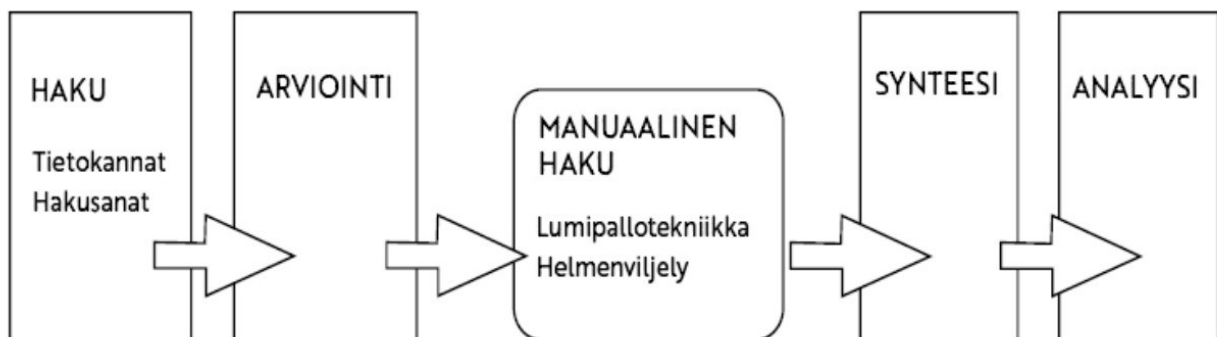 HAKU
Tietokannat
Hakusanat
ARVIOINTI
MANUAALINEN
HAKU
Lumipallotekniikka
Helmenviljely
SYNTEESI
ANALYYSI